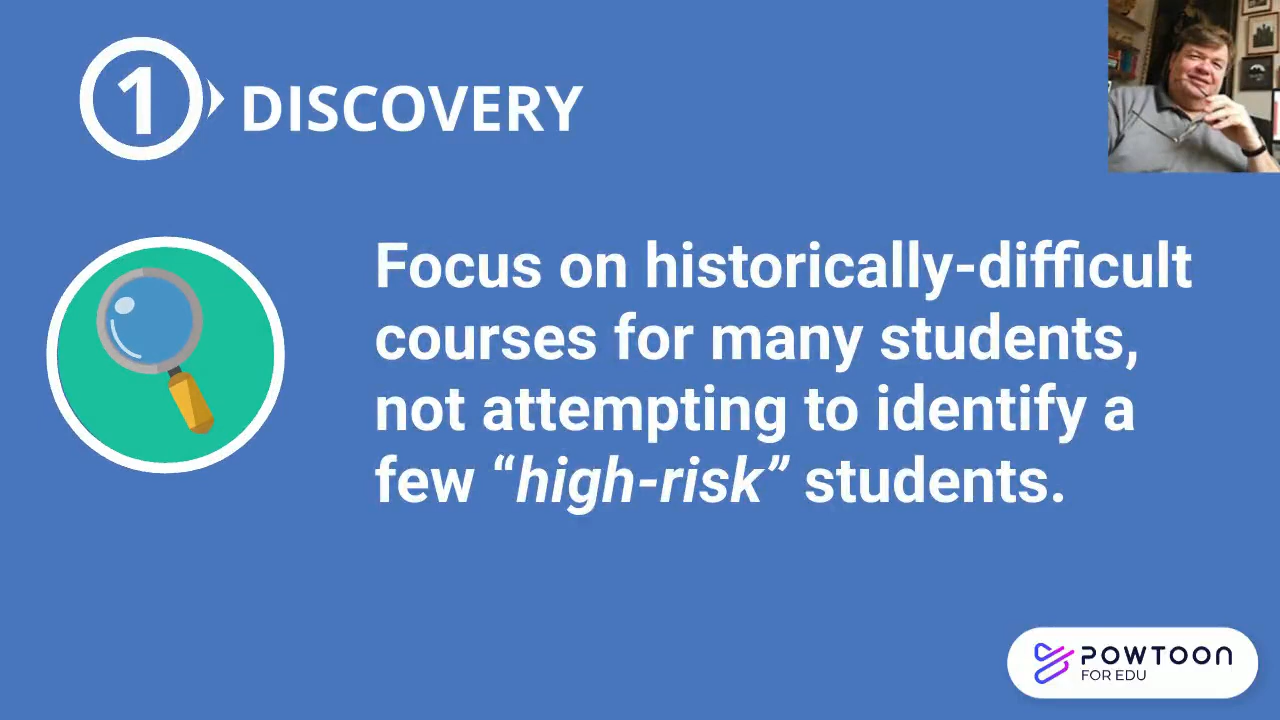 1 DISCOVERY
Focus on historically-difficult
courses for many students,
not attempting to identify a
few “high-risk” students.
POWTOON
FOR EDU